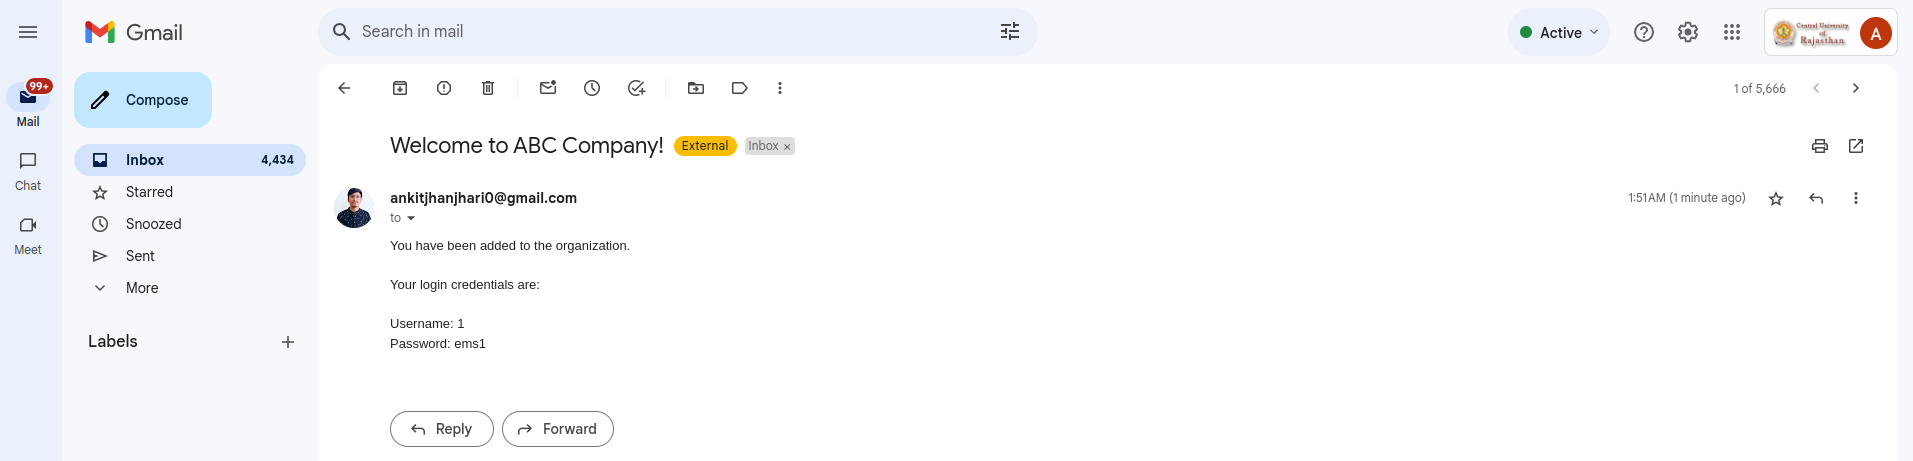 Gmail
Search in mail
Active
Central University
of
Rajasthan
A
99+
Mail
Chat
Meet
Compose
Inbox 4,434
Starred
Snoozed
Sent
More
Labels
1 of 5,666
Welcome to ABC Company! External Inbox ×
ankitjhanjhari0@gmail.com
1:51 AM (1 minute ago)
to
You have been added to the organization.
Your login credentials are:
Username: 1
Password: ems1
Reply Forward